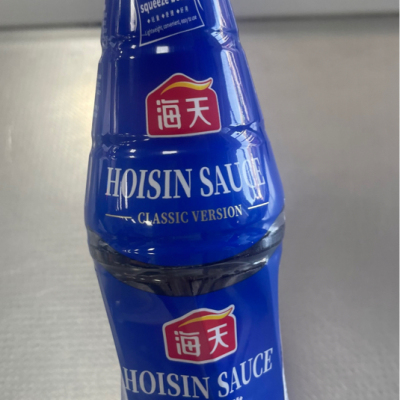 squeeze
海天
HOISIN SAUCE
CLASSIC VERSION
海天
HOISIN SAUCE